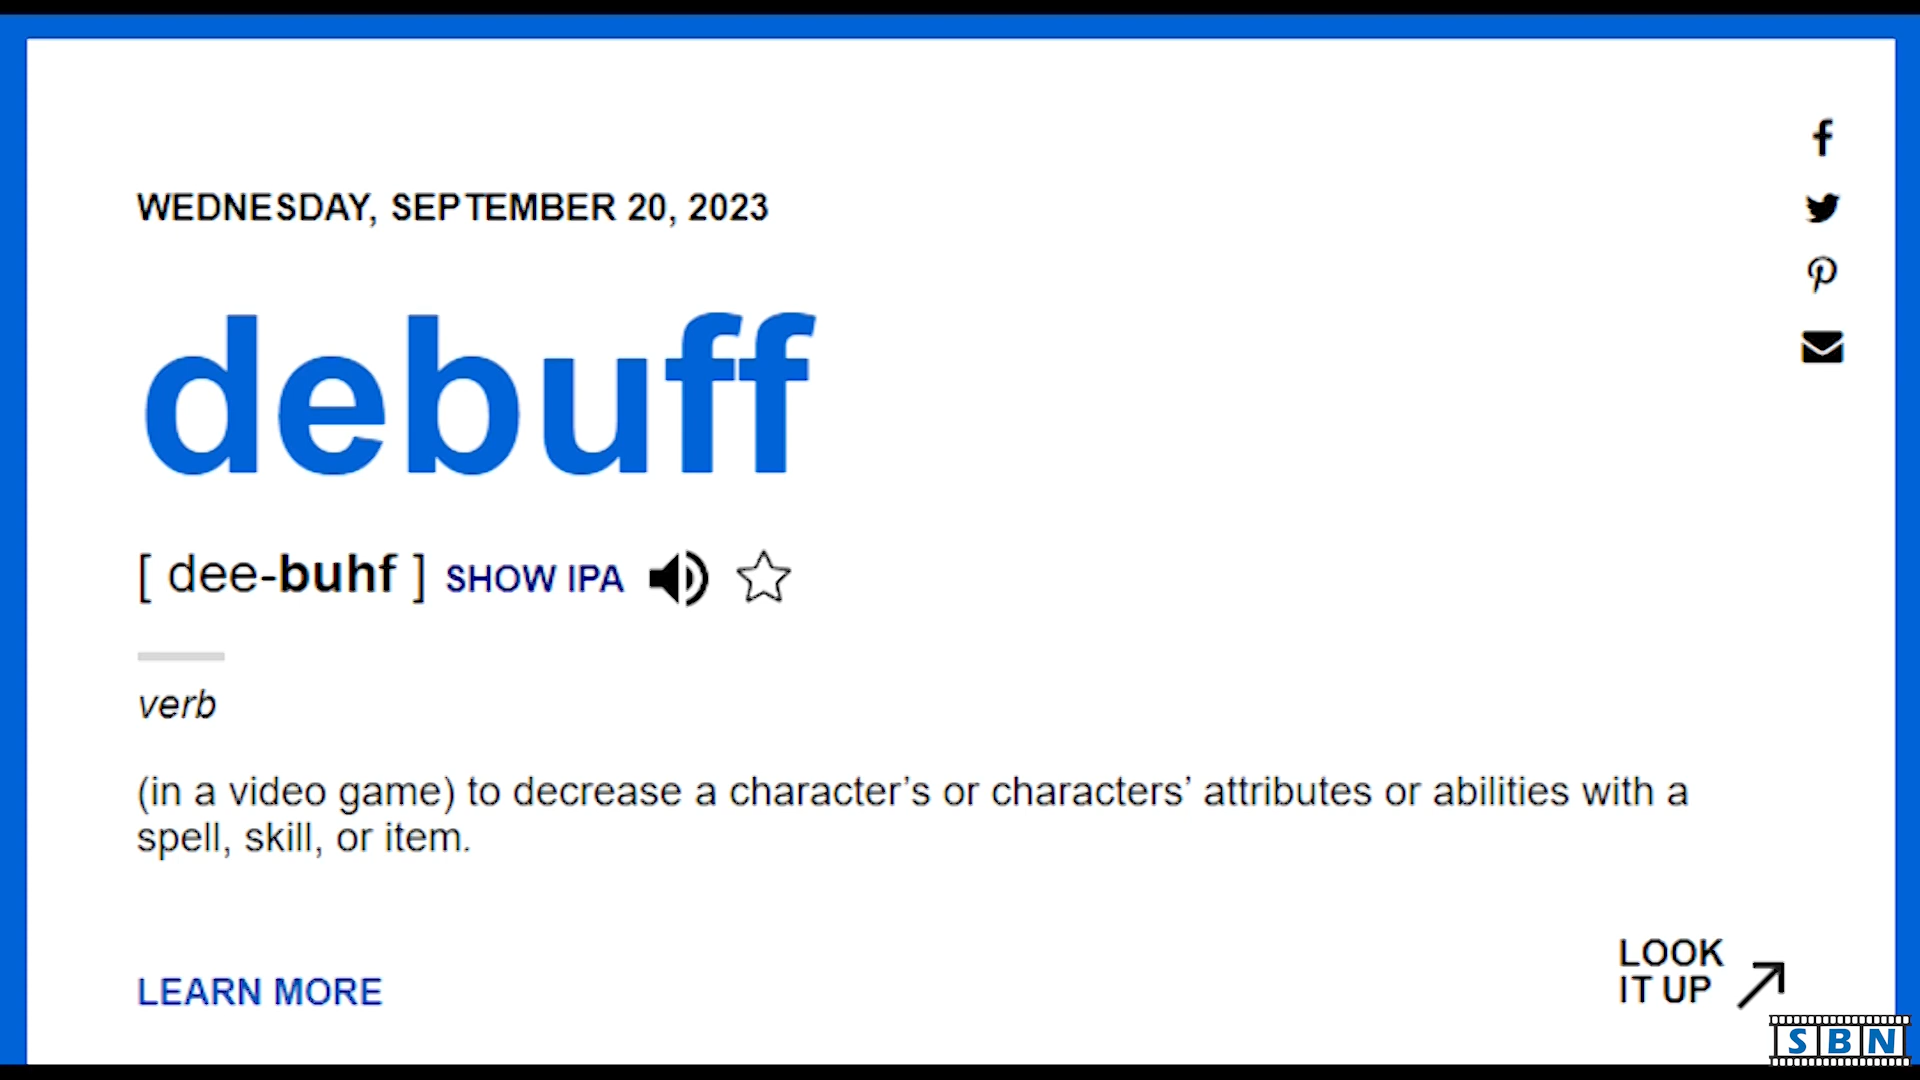 WEDNESDAY, SEPTEMBER 20, 2023
debuff
[ dee-buhf ] SHOW IPA
verb
(in a video game) to decrease a character’s or characters’ attributes or abilities with a
spell, skill, or item.
LEARN MORE
LOOK
IT UP
SBN